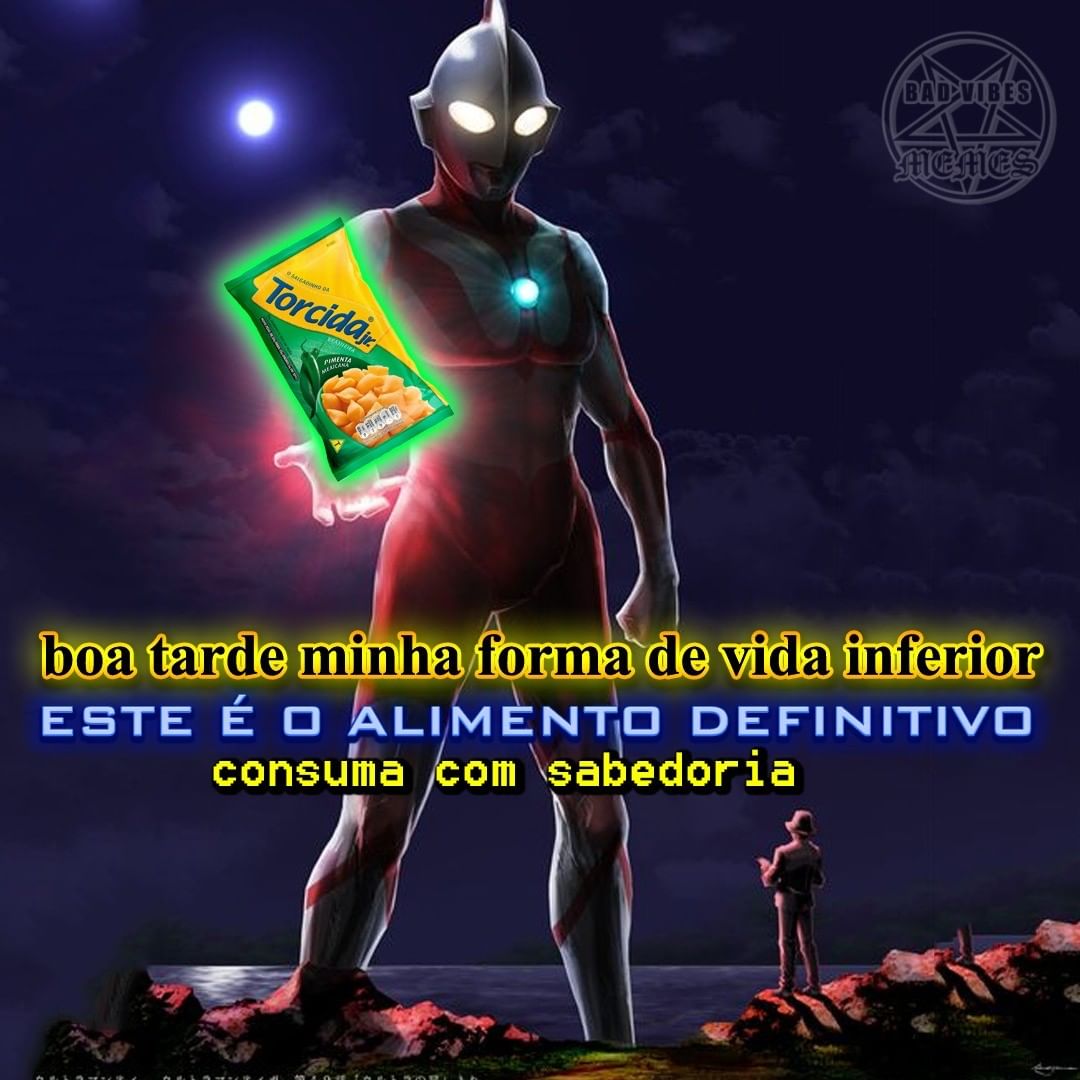 BAD VIBES
MEMES
O SALGADINHO DA
Torcida jr.
BRASILEIRA
PIMENTA
MEXICANA
boa tarde minha forma de vida inferior
ESTE É O ALIMENTO DEFINITIVO
consuma com sabedoria